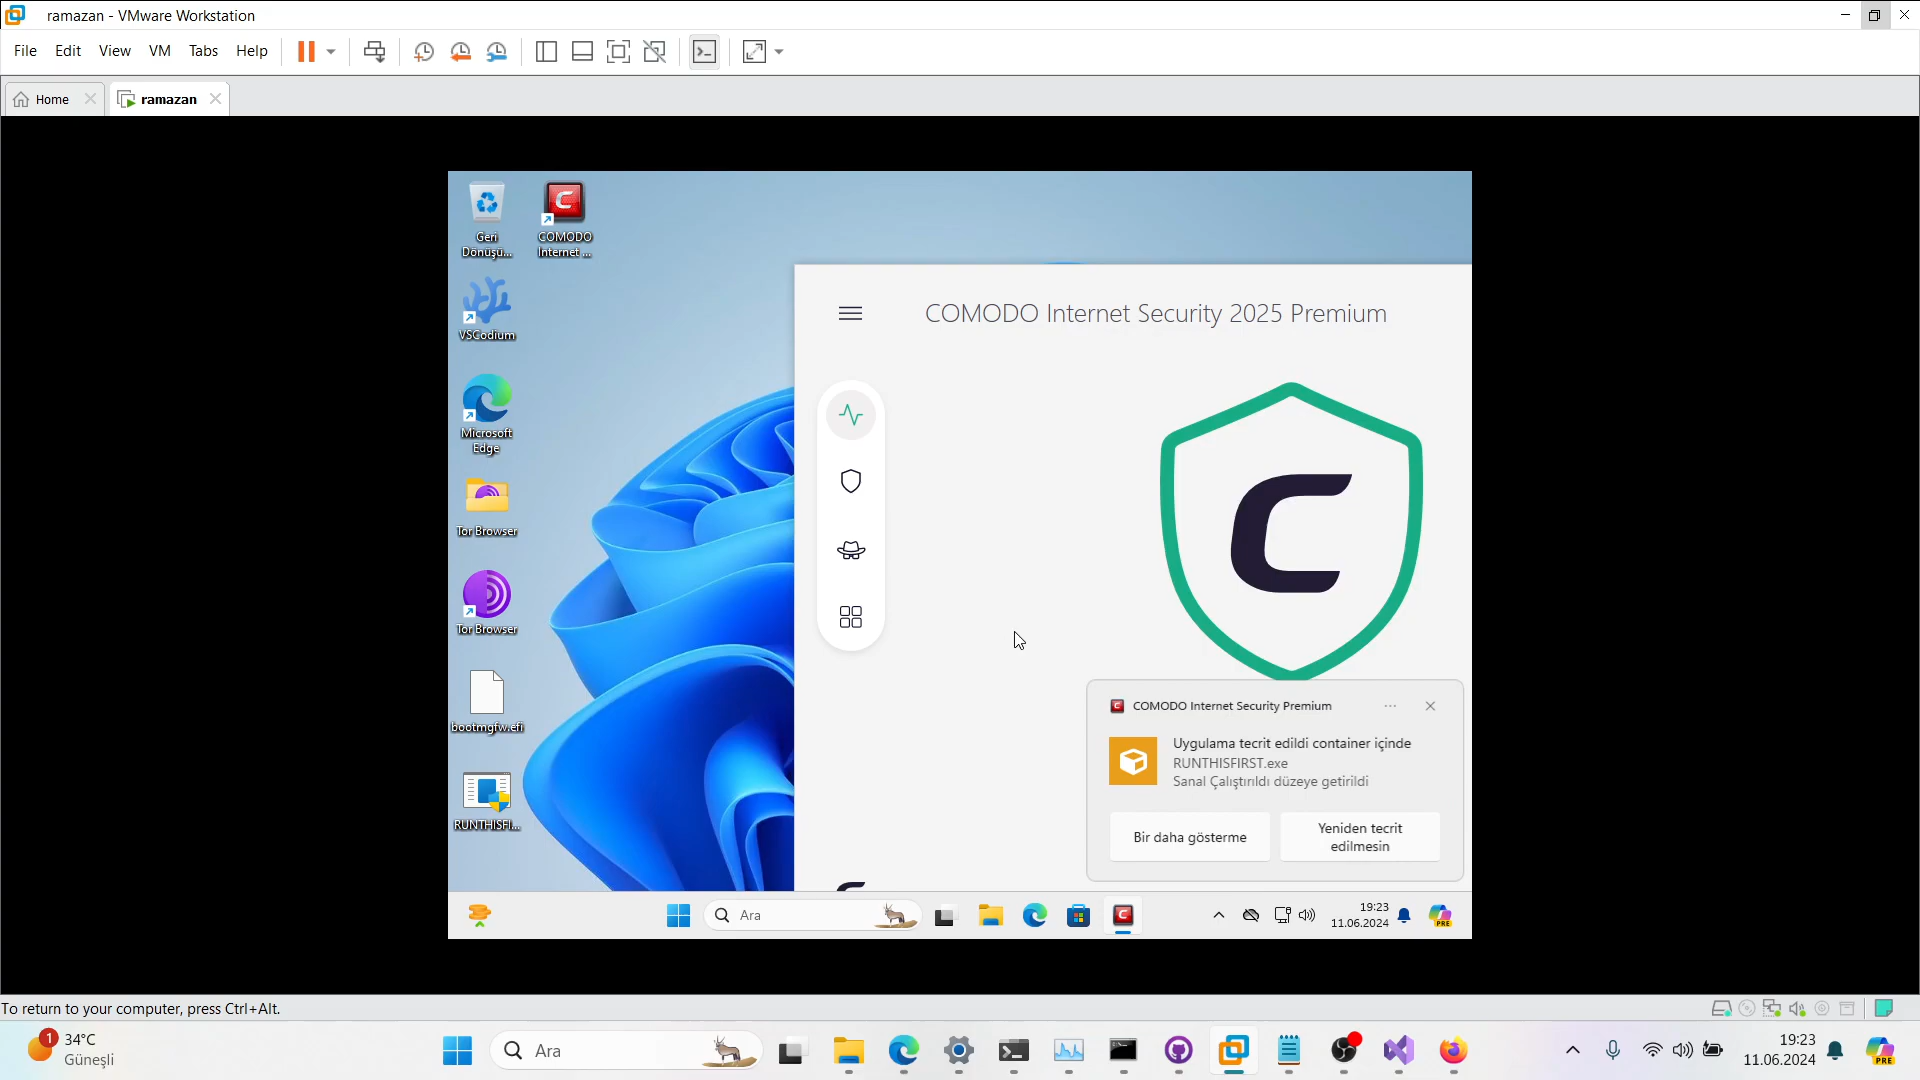 ramazan - VMware Workstation
File Edit View VM Tabs Help
Home ramazan
Geri
Dönüşü...
COMODO
Internet ...
VSCodium
Microsoft
Edge
Tor Browser
Tor Browser
bootmgfw.efi
RUNTHISFI...
COMODO Internet Security 2025 Premium
COMODO Internet Security Premium
Uygulama tecrit edildi container içinde
RUNTHISFIRST.exe
Sanal Çalıştırıldı düzeye getirildi
Bir daha gösterme
Yeniden tecrit
edilmesin
Ara
19:23
11.06.2024
PRE
To return to your computer, press Ctrl+Alt.
1
34°C
Güneşli
Ara
19:23
11.06.2024
PRE